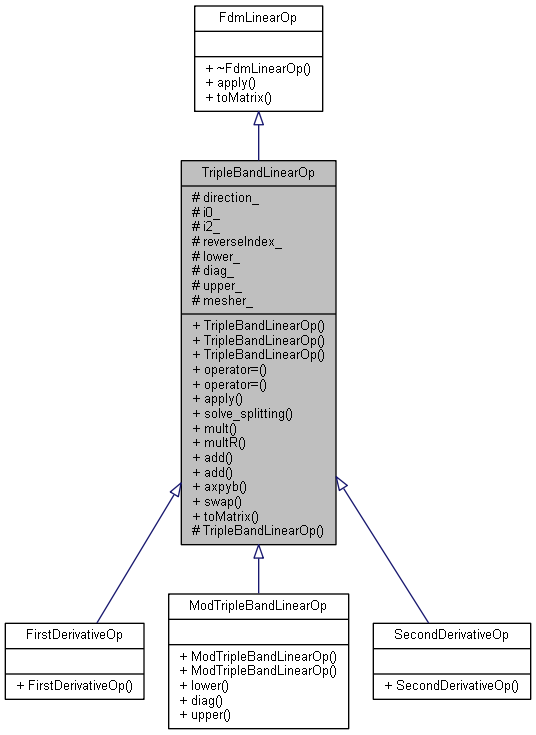 FdmLinearOp
+ ~FdmLinearOp()
+ apply()
+ toMatrix()
TripleBandLinearOp
# direction_
# i0_
# i2_
# reverseIndex_
# lower_
# diag_
# upper_
# mesher_
+ TripleBandLinearOp()
+ TripleBandLinearOp()
+ TripleBandLinearOp()
+ operator=()
+ operator=()
+ apply()
+ solve_splitting()
+ mult()
+ multR()
+ add()
+ add()
+ axpyb()
+ swap()
+ toMatrix()
# TripleBandLinearOp()
FirstDerivativeOp
+ FirstDerivativeOp()
ModTripleBandLinearOp
+ ModTripleBandLinearOp()
+ ModTripleBandLinearOp()
+ lower()
+ diag()
+ upper()
SecondDerivativeOp
+ SecondDerivativeOp()